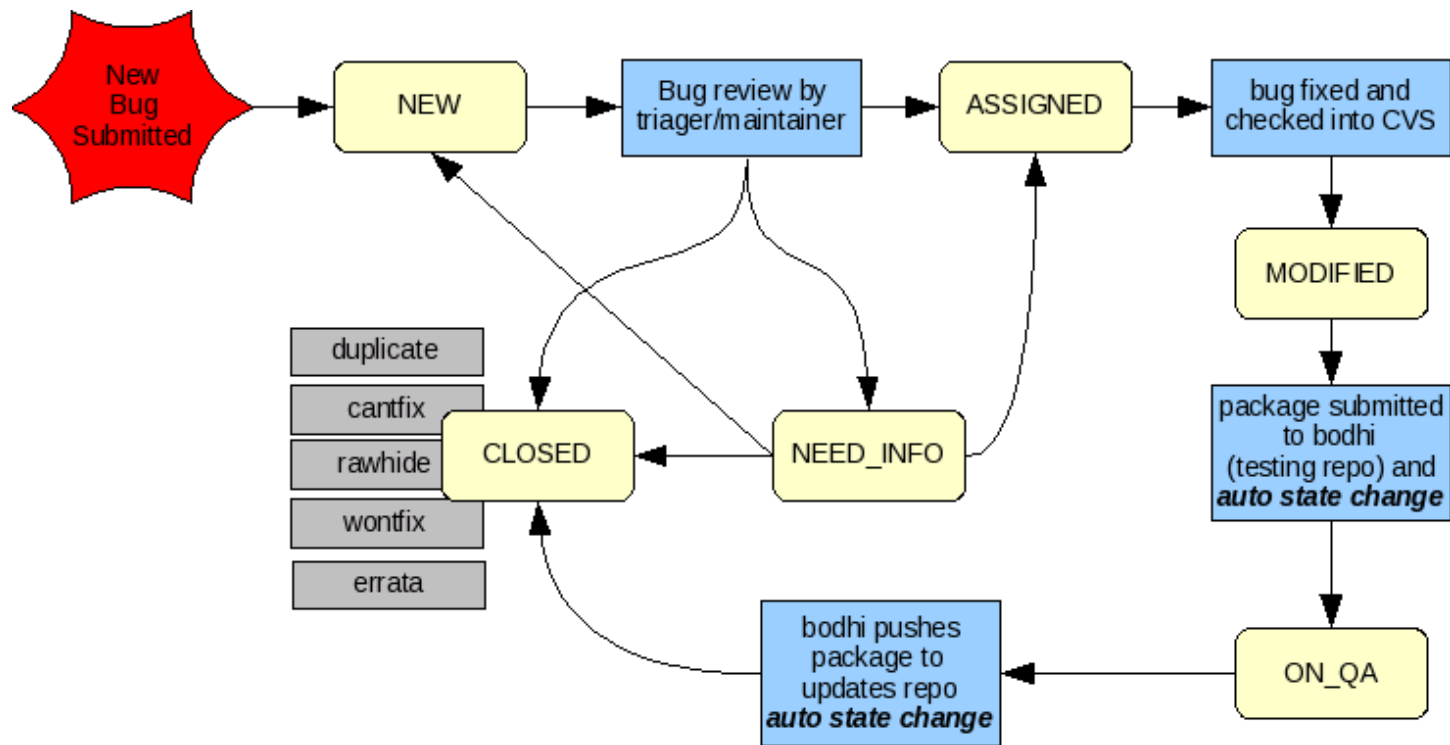 New
Bug
Submitted
NEW
Bug review by
triager/maintainer
ASSIGNED
bug fixed and
checked into CVS
MODIFIED
duplicate
cantfix
rawhide
wontfix
errata
CLOSED
NEED_INFO
package submitted
to bodhi
(testing repo) and
auto state change
bodhi pushes
package to
updates repo
auto state change
ON_QA